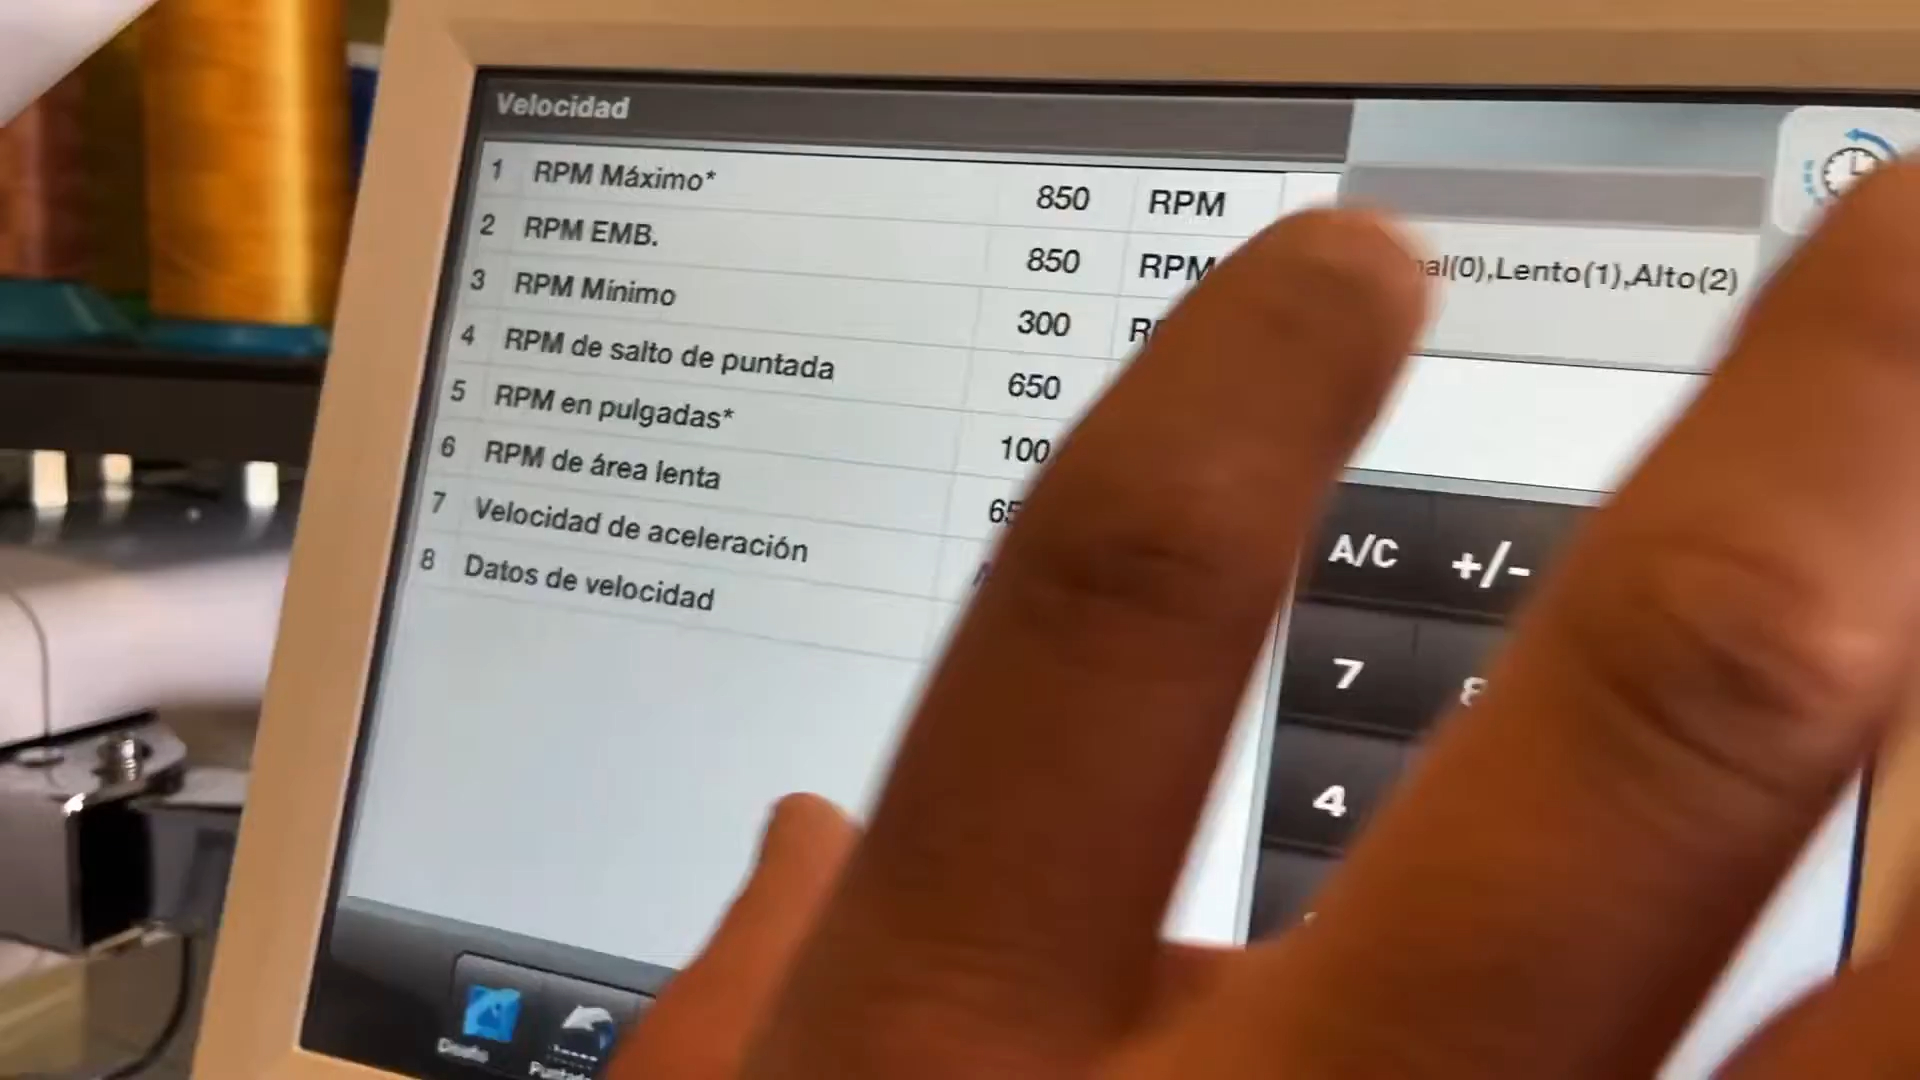 Velocidad
1 RPM Máximo* 850 RPM
2 RPM EMB. 850 RPM
3 RPM Mínimo 300
4 RPM de salto de puntada 650
5 RPM en pulgadas* 100
6 RPM de área lenta
7 Velocidad de aceleración
8 Datos de velocidad
Lento(1),Alto(2)
A/C +/-
7 8
4
Diseño